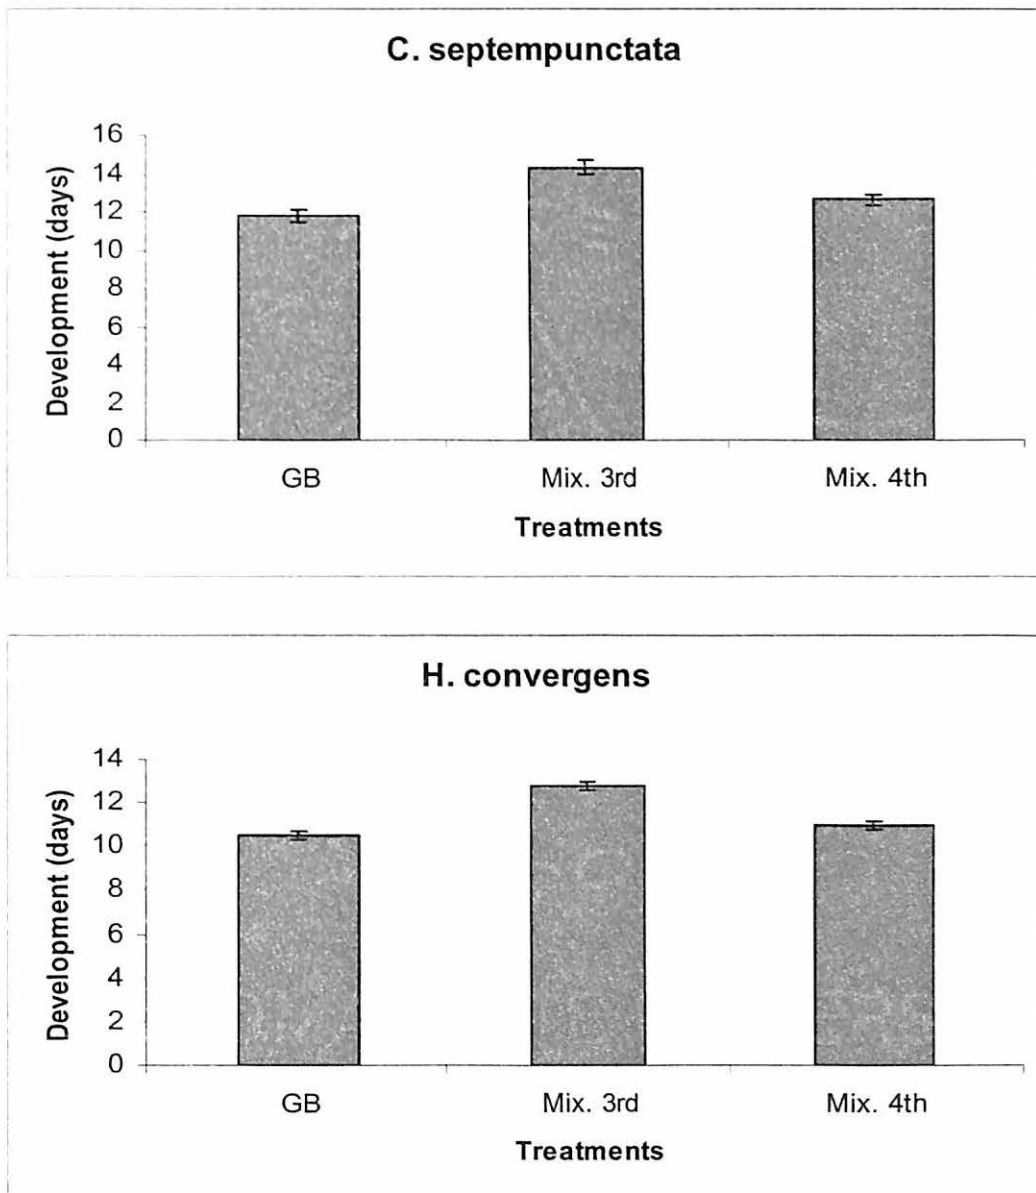 C. septempunctata
Development (days)
16
14
12
10
8
6
4
2
0
GB Mix. 3rd Mix. 4th
Treatments
H. convergens
Development (days)
14
12
10
8
6
4
2
0
GB Mix. 3rd Mix. 4th
Treatments